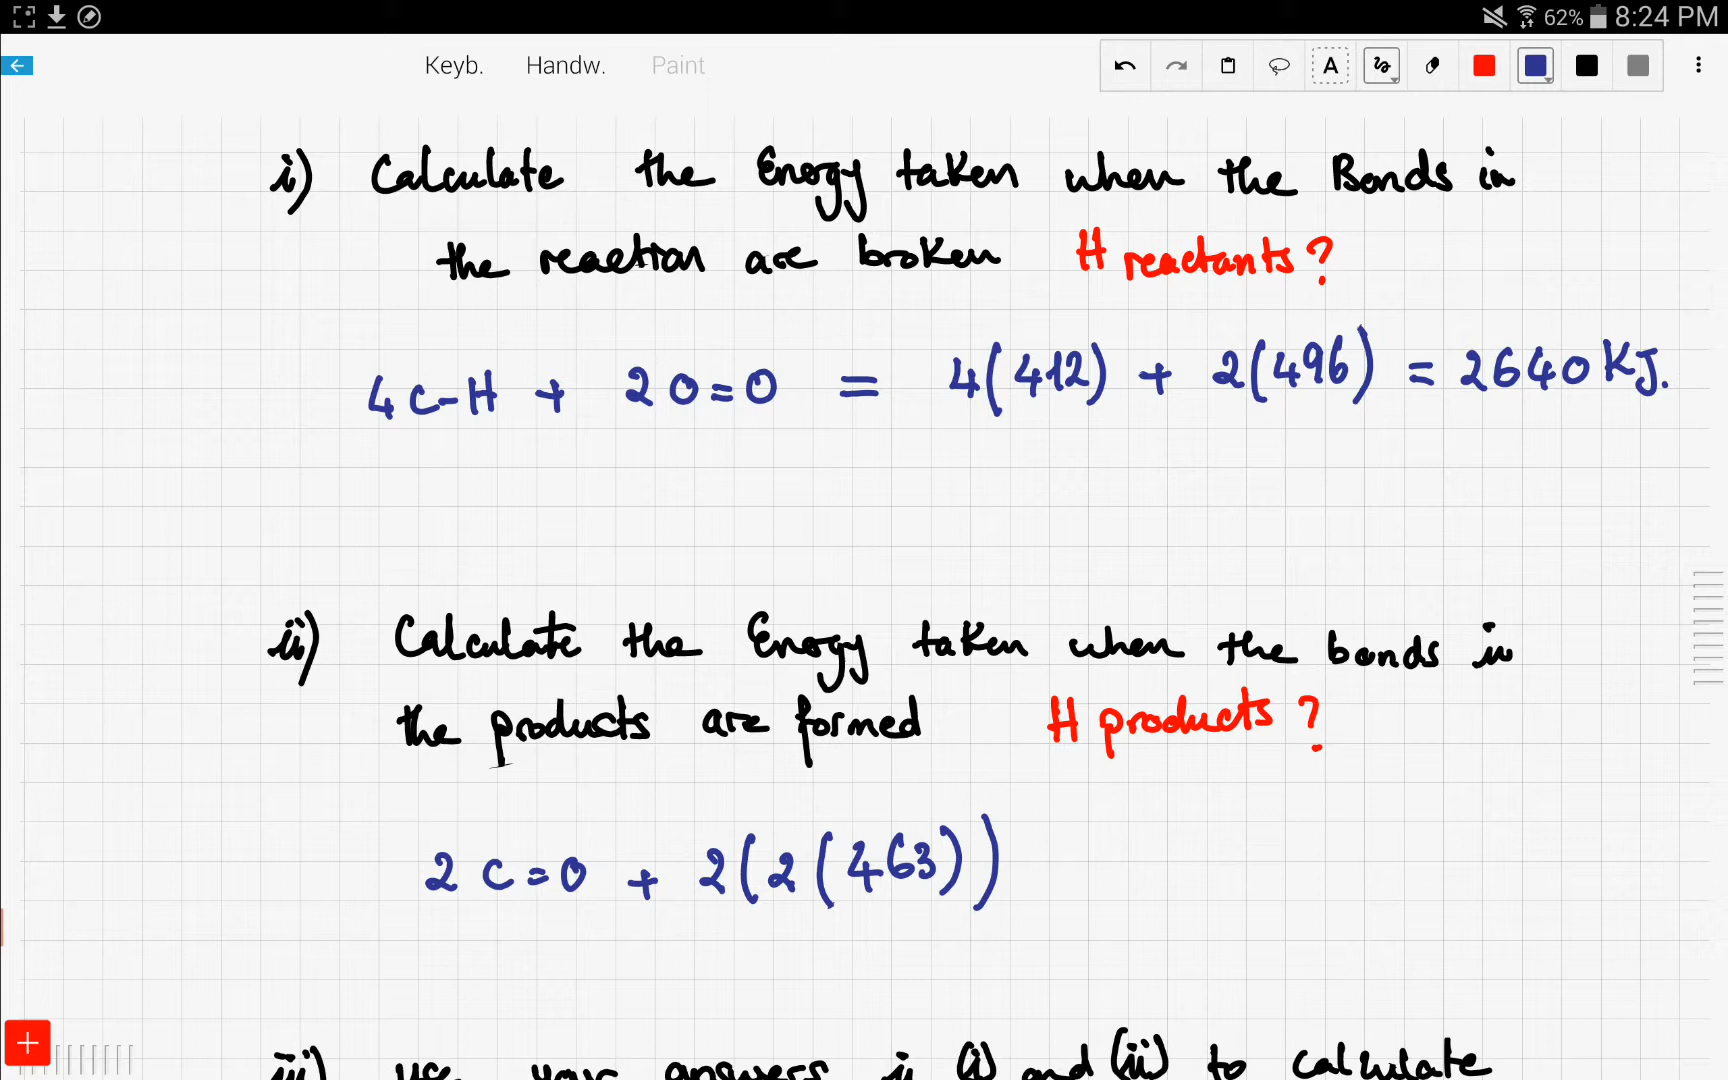 62% 8:24 PM
Keyb. Handw. Paint A
i) Calculate the Energy taken when the Bonds in
the reaction are broken H reactants?
4 C-H + 2 O=O = 4(412) + 2(496) = 2640 KJ.
ii) Calculate the Energy taken when the bonds in
the products are formed H products?
2 C=O + 2(2(463))
iii) Use your answers in (i) and (ii) to calculate